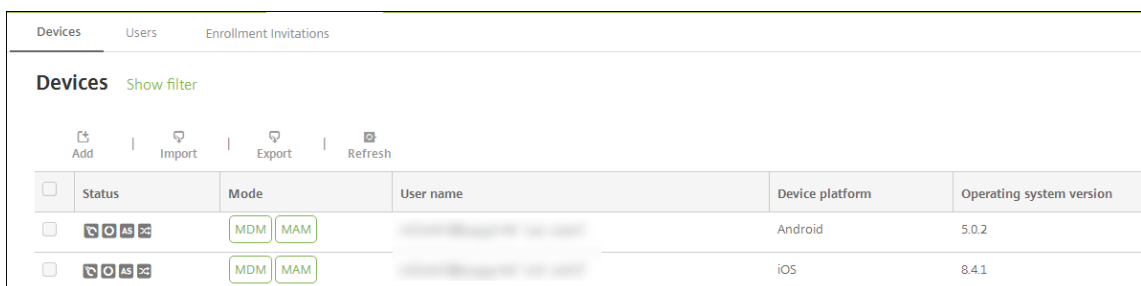 Devices Users Enrollment Invitations
Devices Show filter
Add | Import | Export | Refresh
Status Mode User name Device platform Operating system version
AS MDM MAM Android 5.0.2
AS MDM MAM iOS 8.4.1